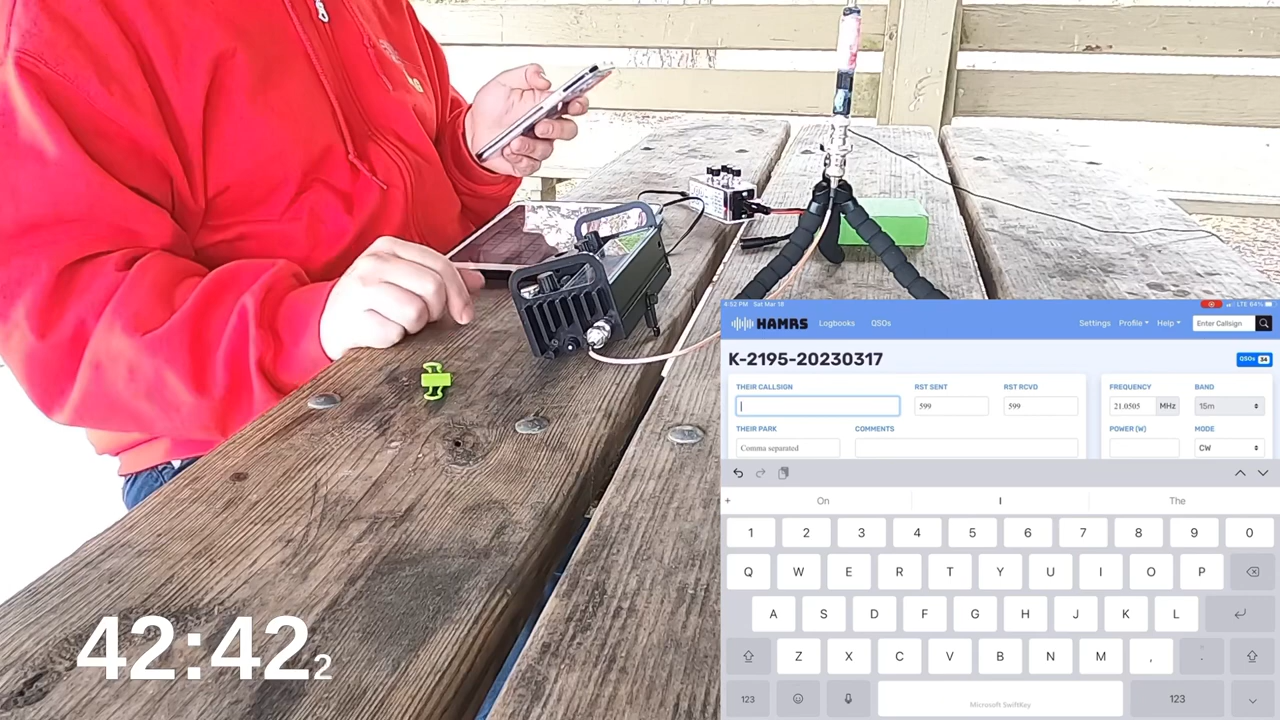 4:52 PM Sat Mar 18
LTE 64%
HAMRS Logbooks QSOs Settings Profile Help Enter Callsign
K-2195-20230317 QSOs 34
THEIR CALLSIGN RST SENT RST RCVD FREQUENCY BAND
599 599 21.0505 MHz 15m
THEIR PARK COMMENTS POWER (W) MODE
Comma separated CW
+ On I The
1 2 3 4 5 6 7 8 9 0
Q W E R T Y U I O P
A S D F G H J K L
Z X C V B N M , .
123 Microsoft SwiftKey 123
42:42 2